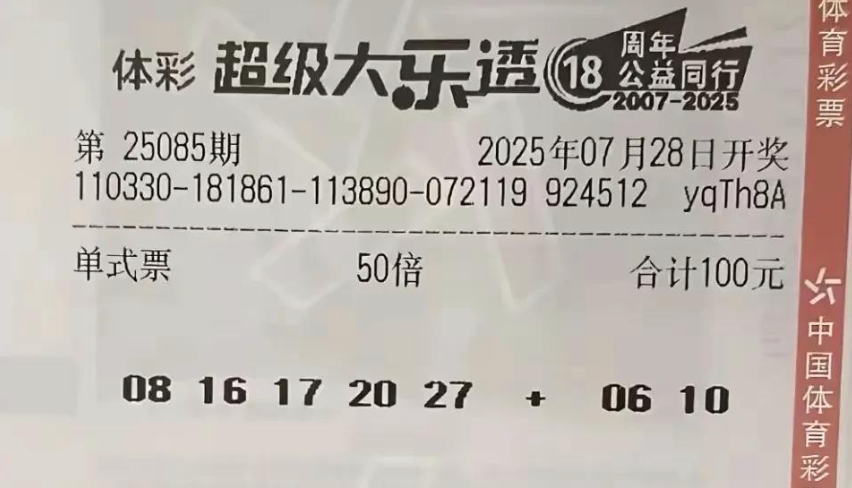 体彩 超级大乐透 18 周年 公益同行 2007-2025
第 25085期 2025年07月28日开奖
110330-181861-113890-072119 924512 yqTh8A
单式票 50倍 合计100元
08 16 17 20 27 + 06 10
体育彩票
中国体育彩